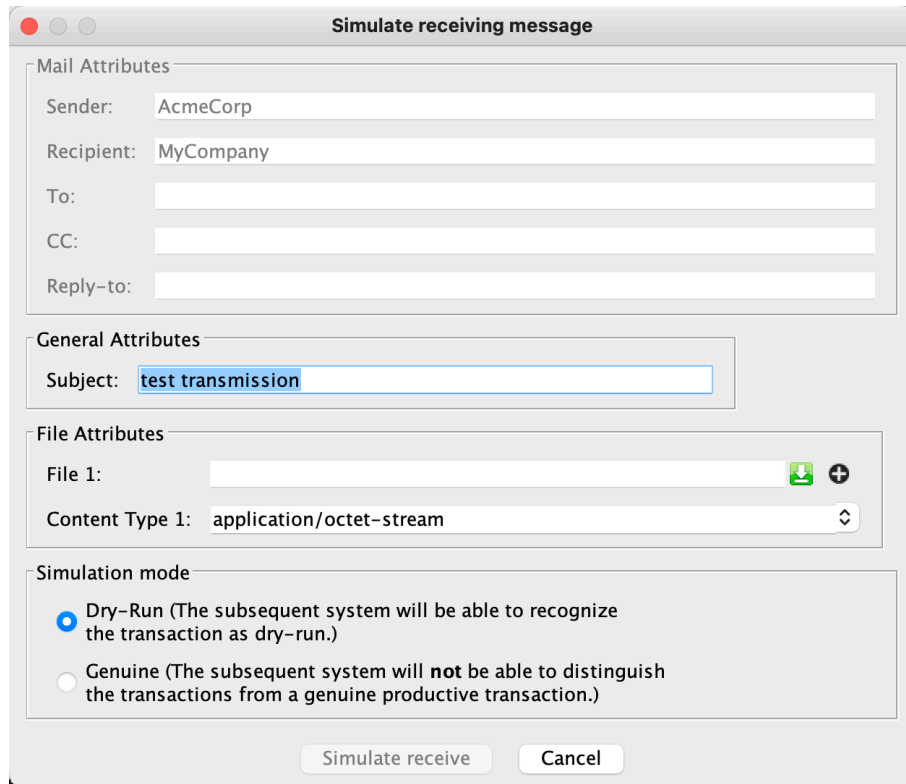 Simulate receiving message
Mail Attributes
Sender: AcmeCorp
Recipient: MyCompany
To:
CC:
Reply-to:
General Attributes
Subject: test transmission
File Attributes
File 1:
Content Type 1: application/octet-stream
Simulation mode
Dry-Run (The subsequent system will be able to recognize
the transaction as dry-run.)
Genuine (The subsequent system will not be able to distinguish
the transactions from a genuine productive transaction.)
Simulate receive Cancel